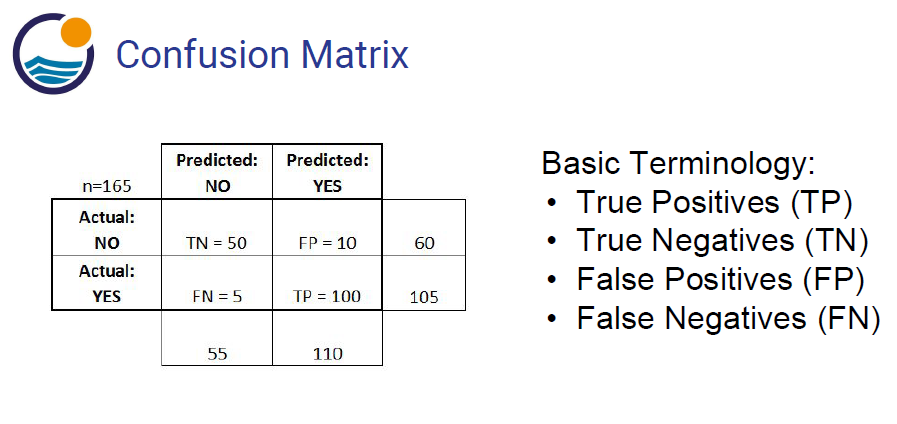 Confusion Matrix
Predicted: Predicted:
n=165 NO YES
Actual:
NO TN = 50 FP = 10 60
Actual:
YES FN = 5 TP = 100 105
55 110
Basic Terminology:
• True Positives (TP)
• True Negatives (TN)
• False Positives (FP)
• False Negatives (FN)